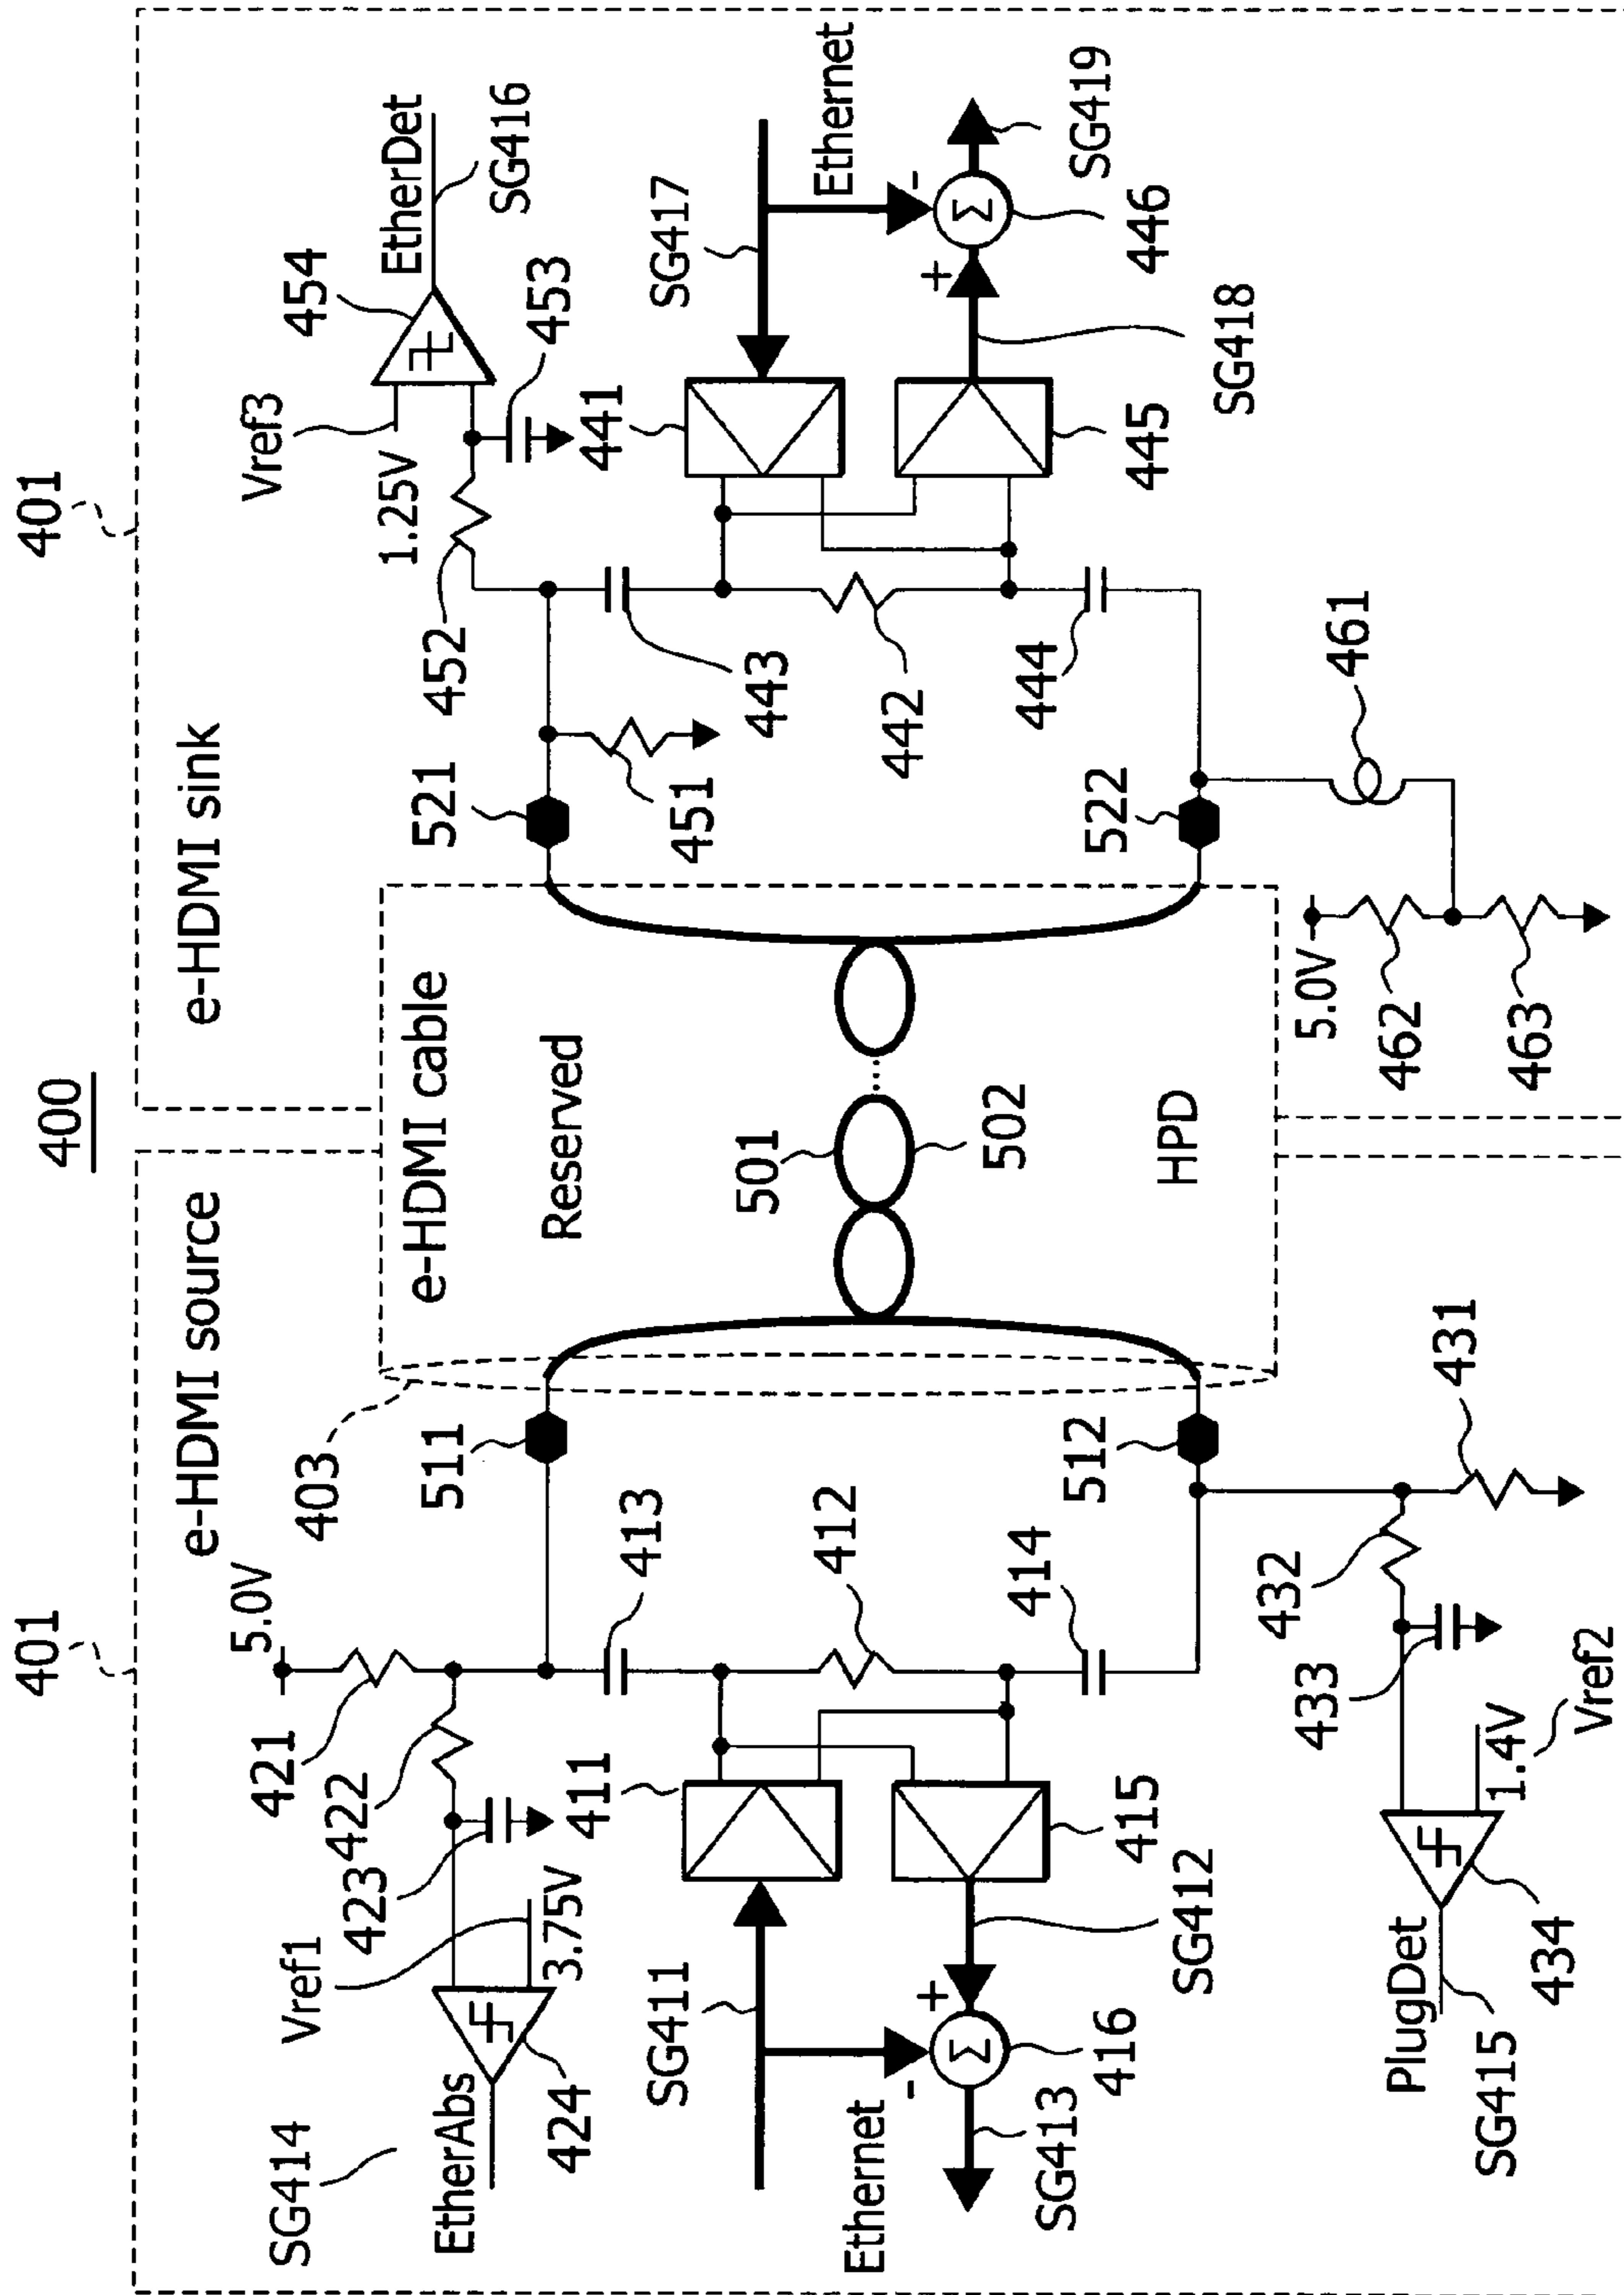 400
401
401
e-HDMI source
e-HDMI sink
403
e-HDMI cable
Reserved
501
502
HPD
SG414
EtherAbs
424
Vref1
3.75V
423
422
421
5.0V
511
413
412
414
512
411
415
SG411
Ethernet
-
+
Σ
416
SG412
SG413
PlugDet
SG415
434
1.4V
Vref2
433
432
431
521
522
451
452
Vref3
1.25V
454
453
EtherDet
SG416
443
442
444
441
445
SG417
Ethernet
-
+
Σ
446
SG418
SG419
461
5.0V
462
463